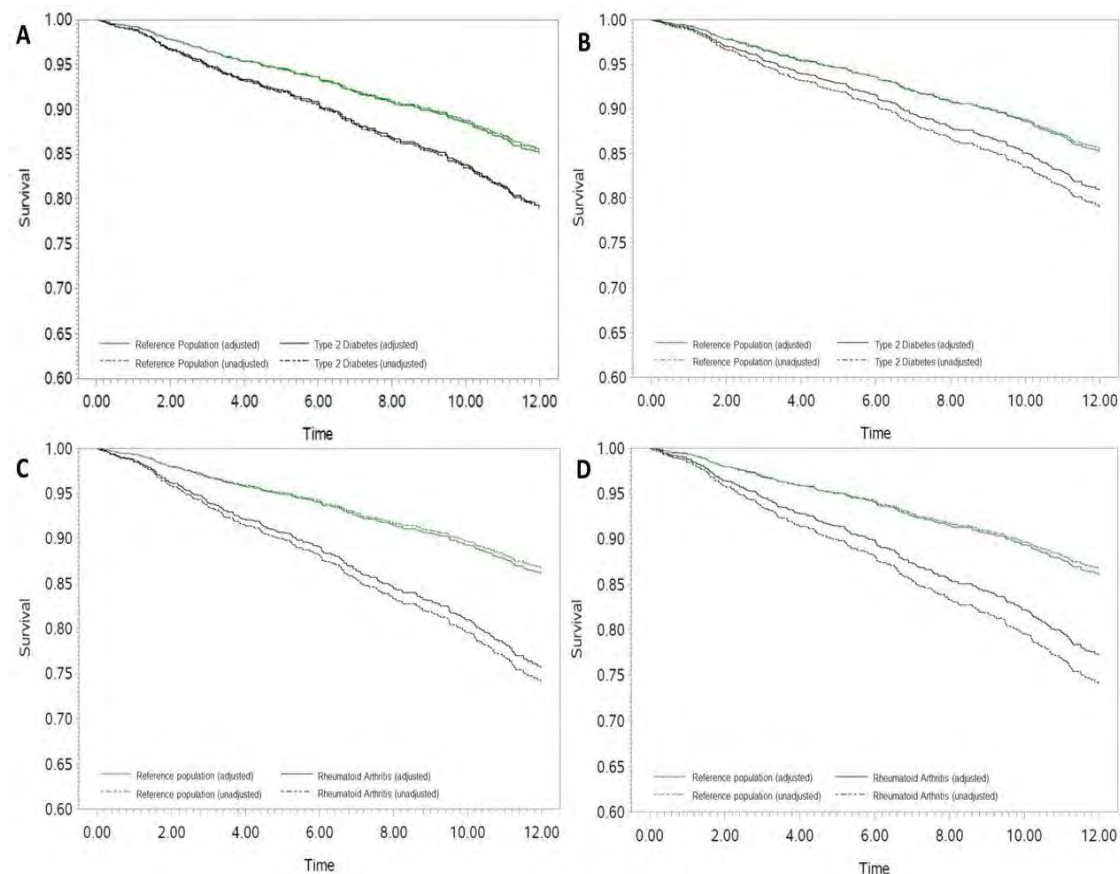 A
1.00
0.95
0.90
0.85
0.80
0.75
0.70
0.65
0.60
Survival
Reference Population (adjusted) Type 2 Diabetes (adjusted)
Reference Population (unadjusted) Type 2 Diabetes (unadjusted)
0.00 2.00 4.00 6.00 8.00 10.00 12.00
Time
B
1.00
0.95
0.90
0.85
0.80
0.75
0.70
0.65
0.60
Survival
Reference Population (adjusted) Type 2 Diabetes (adjusted)
Reference Population (unadjusted) Type 2 Diabetes (unadjusted)
0.00 2.00 4.00 6.00 8.00 10.00 12.00
Time
C
1.00
0.95
0.90
0.85
0.80
0.75
0.70
0.65
0.60
Survival
Reference population (adjusted) Rheumatoid Arthritis (adjusted)
Reference population (unadjusted) Rheumatoid Arthritis (unadjusted)
0.00 2.00 4.00 6.00 8.00 10.00 12.00
Time
D
1.00
0.95
0.90
0.85
0.80
0.75
0.70
0.65
0.60
Survival
Reference population (adjusted) Rheumatoid Arthritis (adjusted)
Reference population (unadjusted) Rheumatoid Arthritis (unadjusted)
0.00 2.00 4.00 6.00 8.00 10.00 12.00
Time